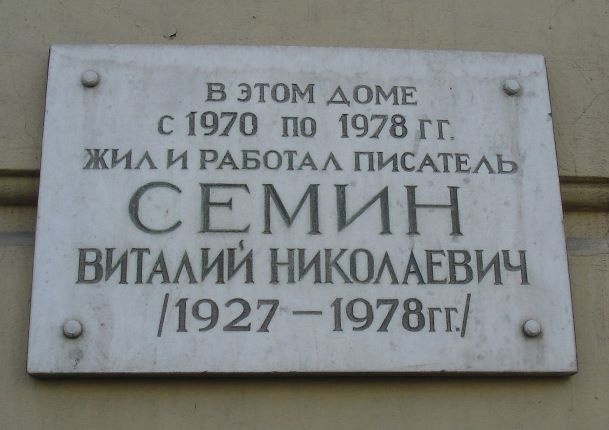 В ЭТОМ ДОМЕ
С 1970 ПО 1978 ГГ.
ЖИЛ И РАБОТАЛ ПИСАТЕЛЬ
СЕМИН
ВИТАЛИЙ НИКОЛАЕВИЧ
/1927 — 1978гг./